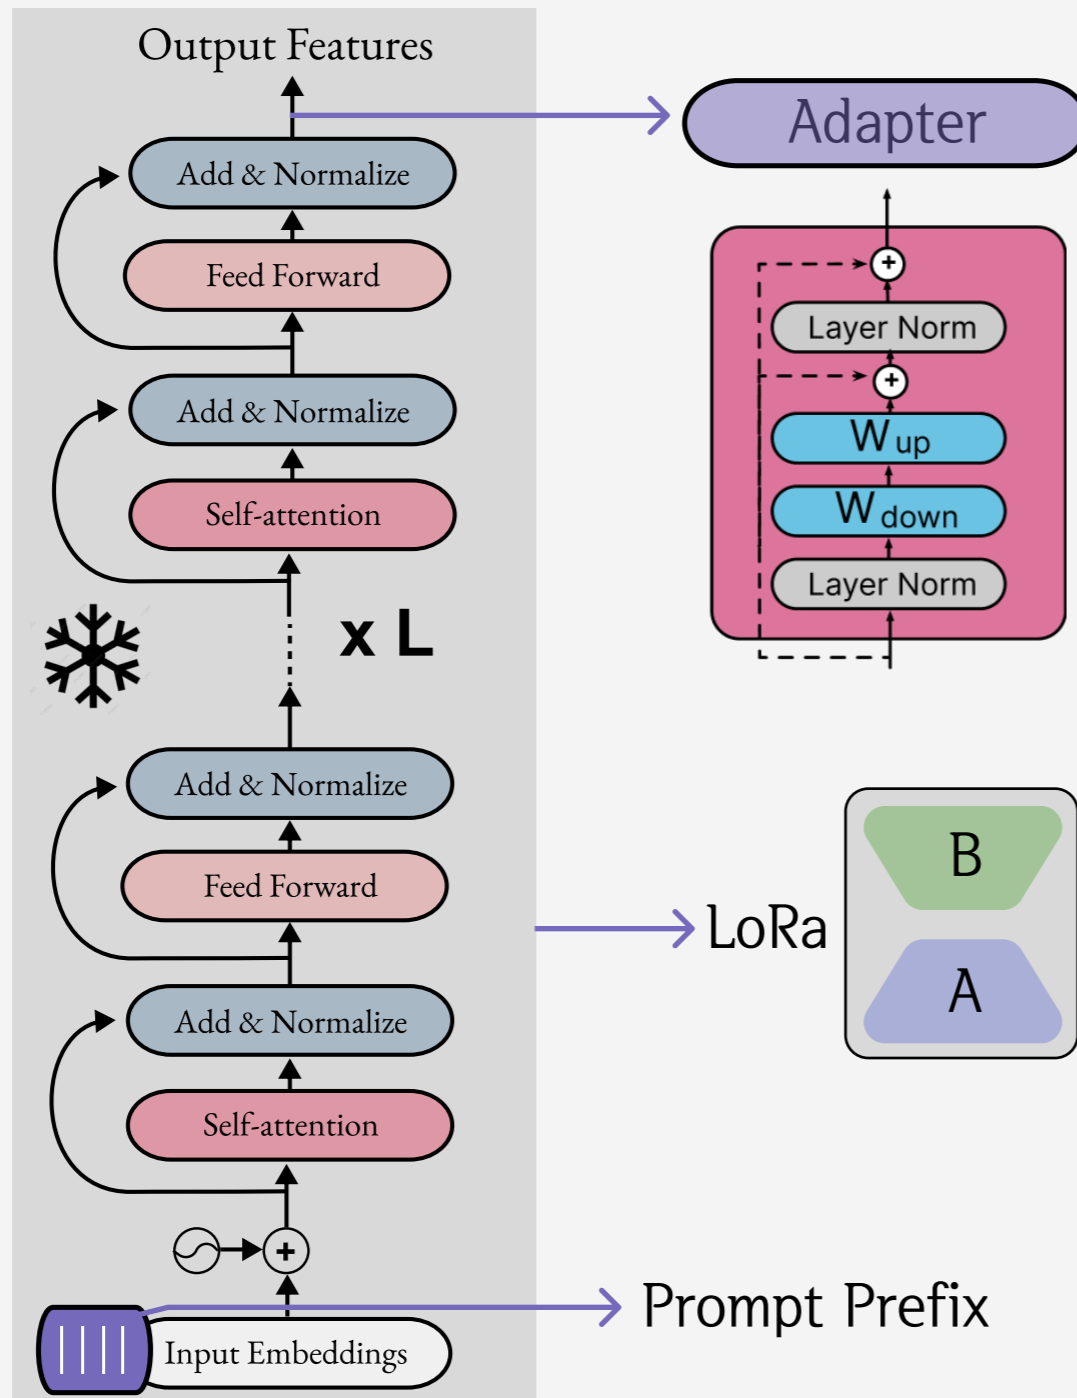 Output Features
Adapter
Add & Normalize
Feed Forward
+
Layer Norm
+
Add & Normalize
W up
Self-attention
W down
Layer Norm
x L
Add & Normalize
B
Feed Forward
LoRa
A
Add & Normalize
Self-attention
+
Prompt Prefix
Input Embeddings